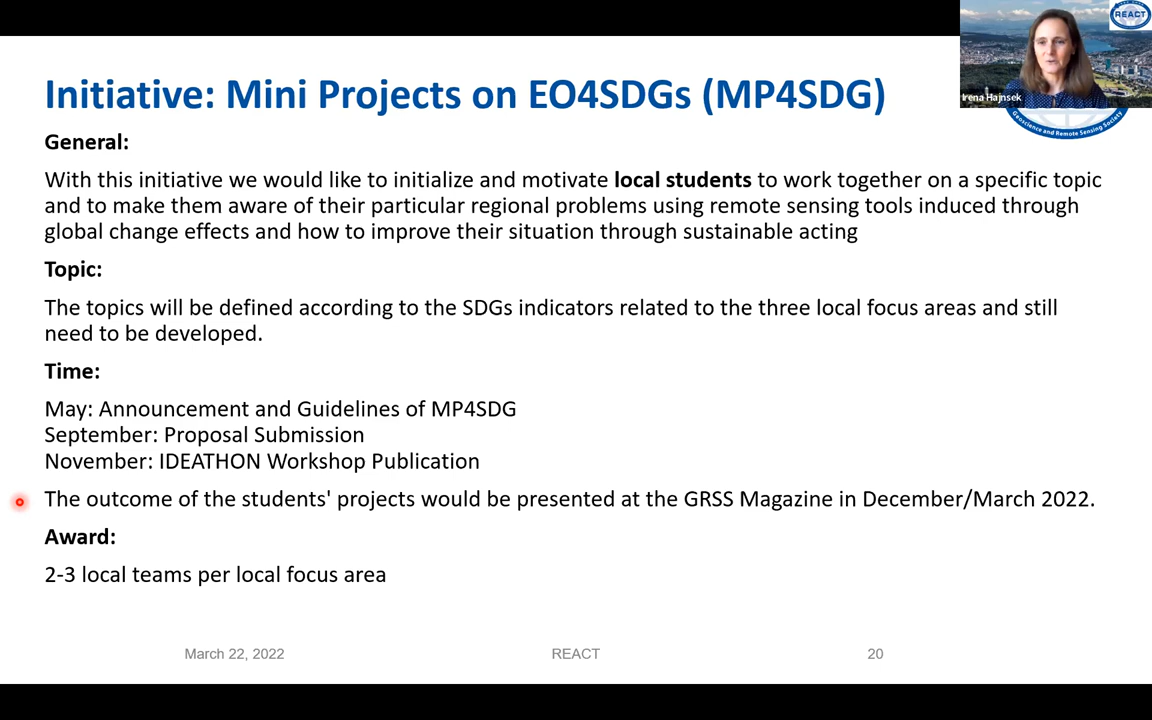 REACT
Irena Hajnsek
Geoscience and Remote Sensing Society
Initiative: Mini Projects on EO4SDGs (MP4SDG)
General:
With this initiative we would like to initialize and motivate local students to work together on a specific topic
and to make them aware of their particular regional problems using remote sensing tools induced through
global change effects and how to improve their situation through sustainable acting
Topic:
The topics will be defined according to the SDGs indicators related to the three local focus areas and still
need to be developed.
Time:
May: Announcement and Guidelines of MP4SDG
September: Proposal Submission
November: IDEATHON Workshop Publication
The outcome of the students' projects would be presented at the GRSS Magazine in December/March 2022.
Award:
2-3 local teams per local focus area
March 22, 2022
REACT
20